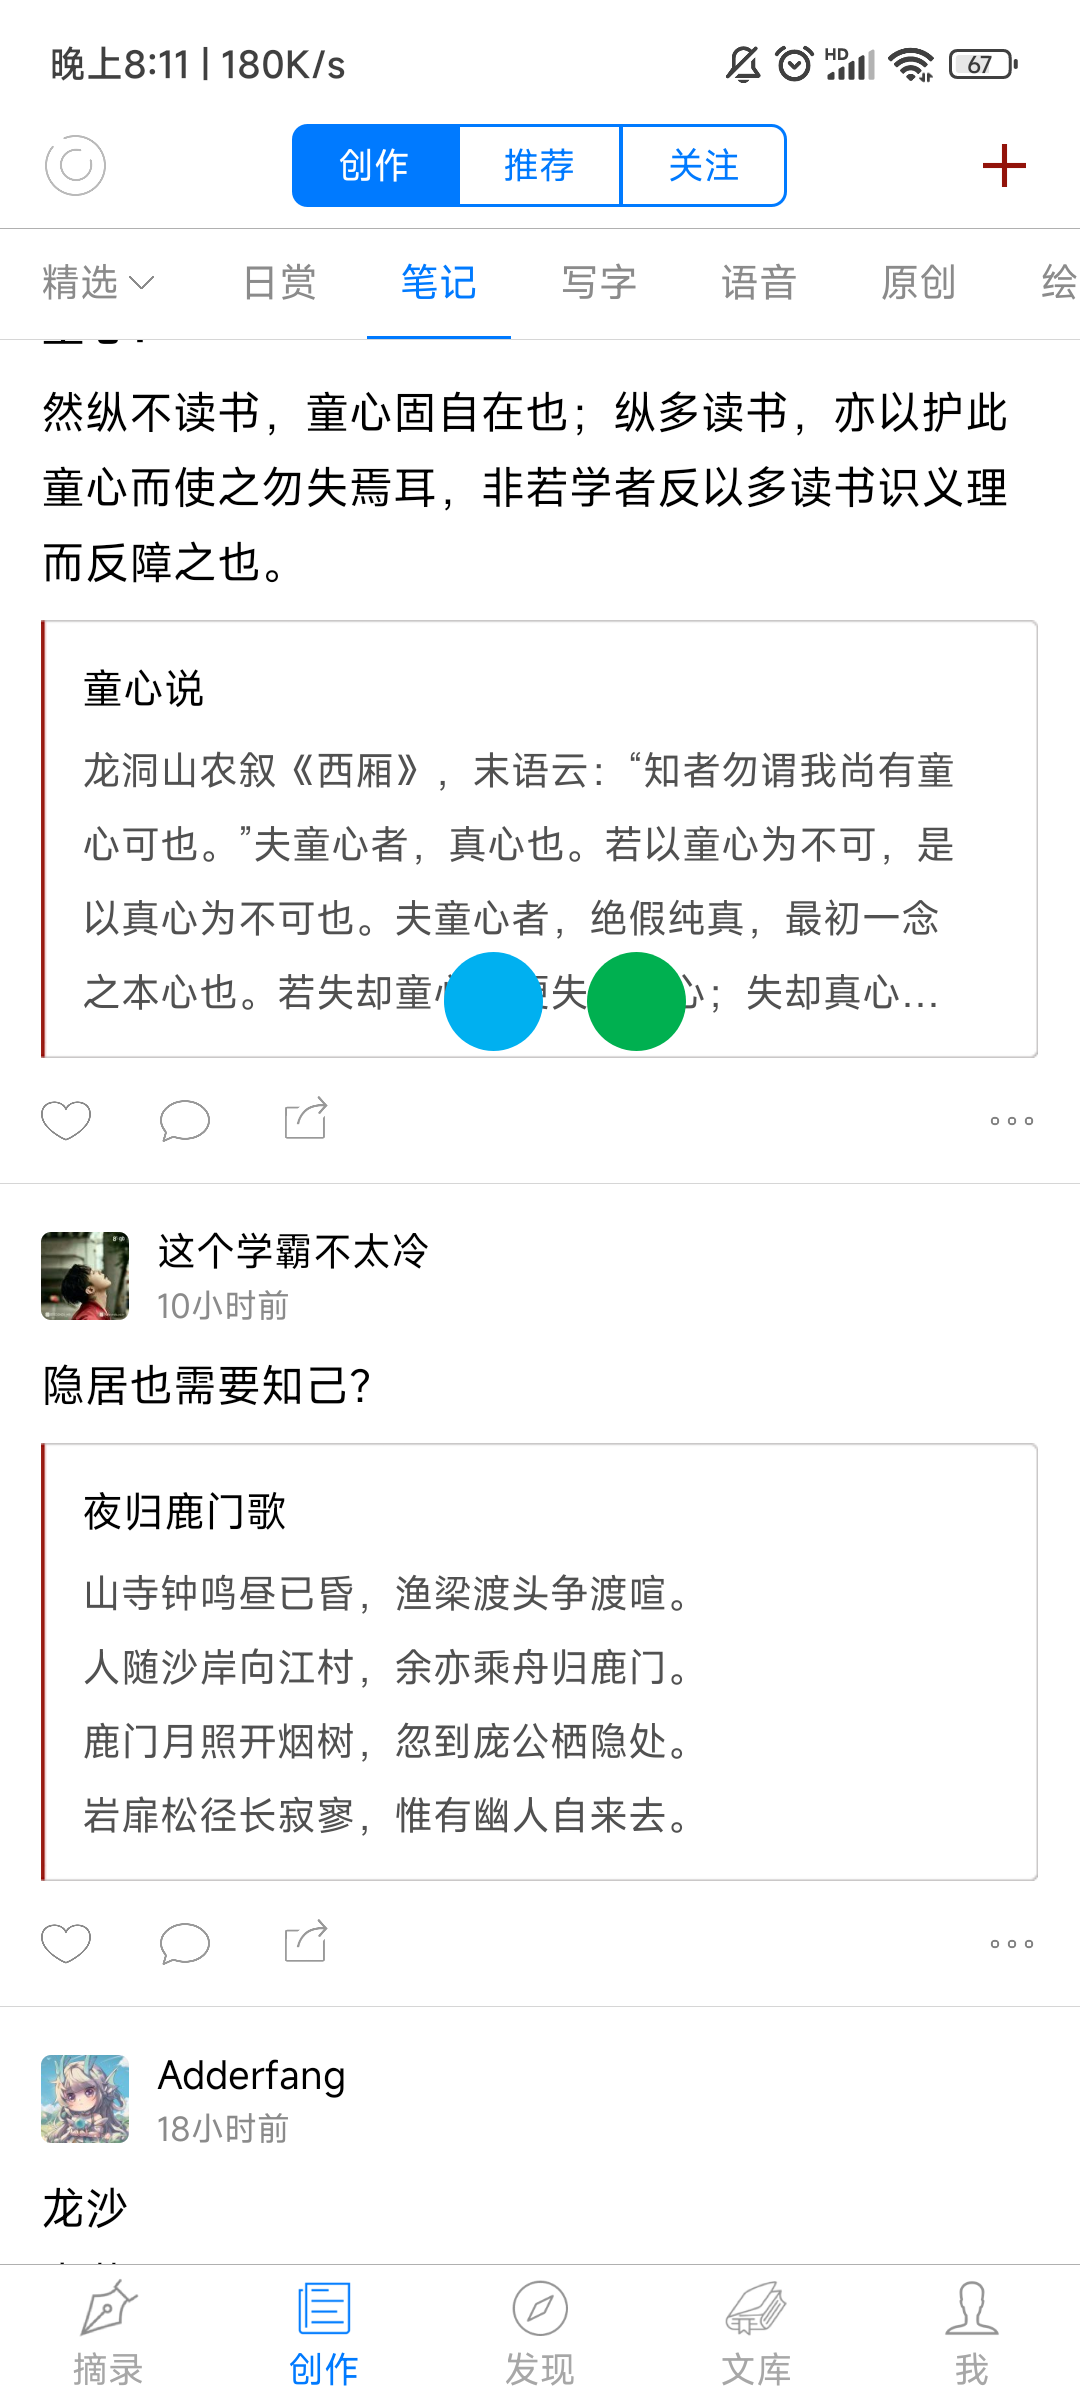 晚上8:11 | 180K/s
HD
67
创作 推荐 关注
精选 日赏 笔记 写字 语音 原创 绘
然纵不读书，童心固自在也；纵多读书，亦以护此
童心而使之勿失焉耳，非若学者反以多读书识义理
而反障之也。
童心说
龙洞山农叙《西厢》，末语云：“知者勿谓我尚有童
心可也。”夫童心者，真心也。若以童心为不可，是
以真心为不可也。夫童心者，绝假纯真，最初一念
之本心也。若失却童 失 心；失却真心...
这个学霸不太冷
10小时前
隐居也需要知己？
夜归鹿门歌
山寺钟鸣昼已昏，渔梁渡头争渡喧。
人随沙岸向江村，余亦乘舟归鹿门。
鹿门月照开烟树，忽到庞公栖隐处。
岩扉松径长寂寥，惟有幽人自来去。
Adderfang
18小时前
龙沙
摘录 创作 发现 文库 我